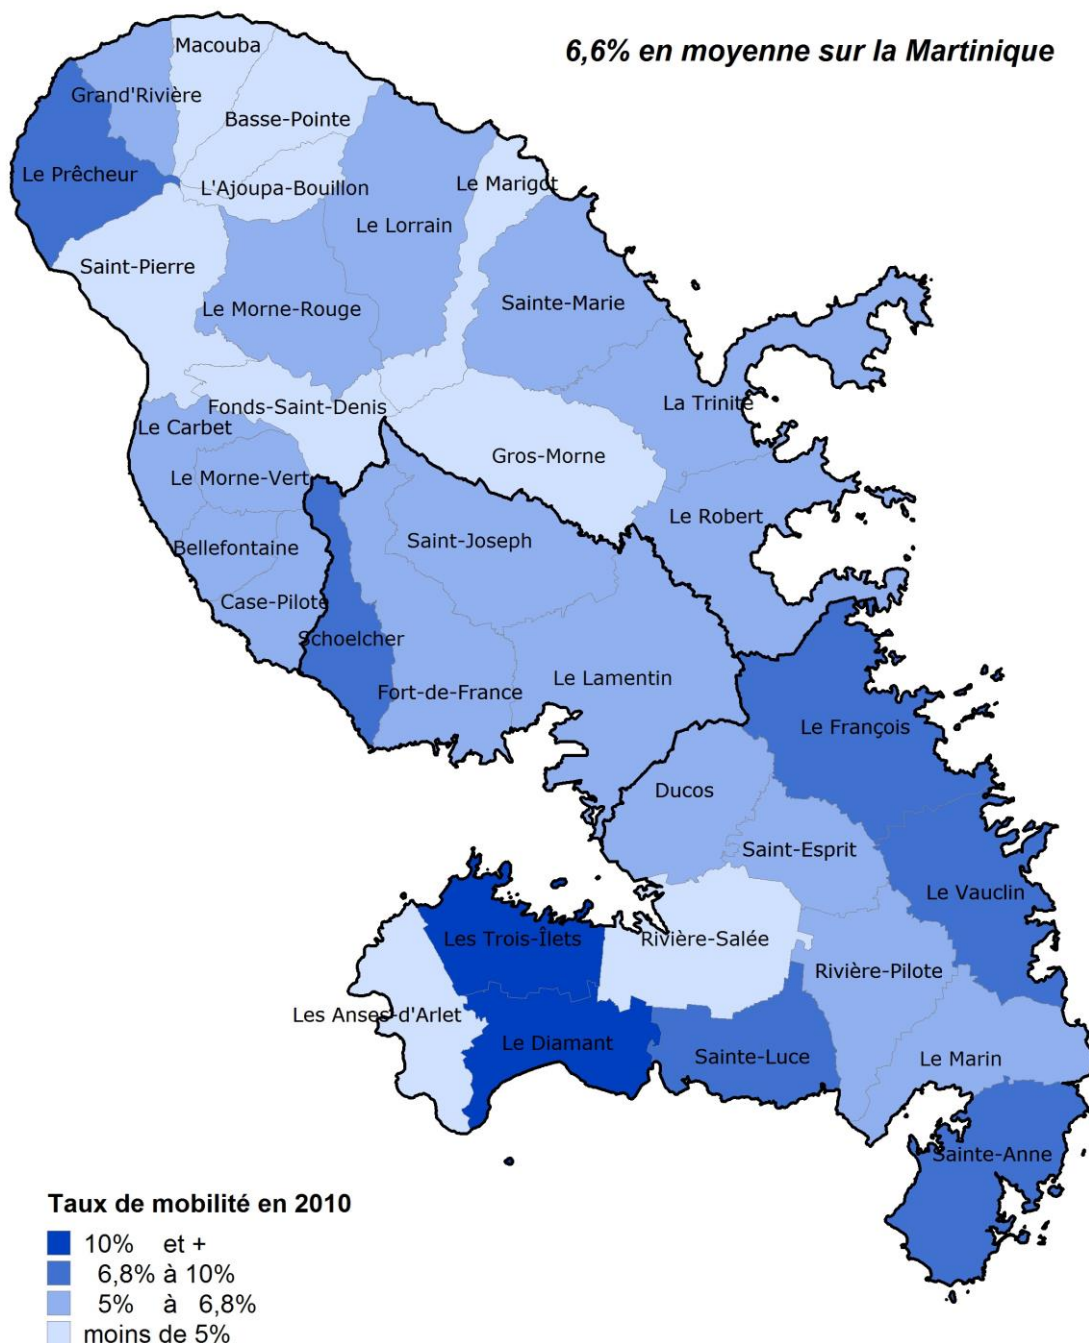 6,6% en moyenne sur la Martinique
Macouba
Grand'Rivière
Basse-Pointe
Le Prêcheur
L'Ajoupa-Bouillon
Le Marigot
Le Lorrain
Saint-Pierre
Le Morne-Rouge
Sainte-Marie
Fonds-Saint-Denis
La Trinité
Le Carbet
Gros-Morne
Le Morne-Vert
Le Robert
Saint-Joseph
Bellefontaine
Case-Pilote
Schoelcher
Le Lamentin
Fort-de-France
Le François
Ducos
Saint-Esprit
Le Vauclin
Les Trois-Îlets
Rivière-Salée
Rivière-Pilote
Les Anses-d'Arlet
Le Diamant
Sainte-Luce
Le Marin
Sainte-Anne
Taux de mobilité en 2010
10% et +
6,8% à 10%
5% à 6,8%
moins de 5%